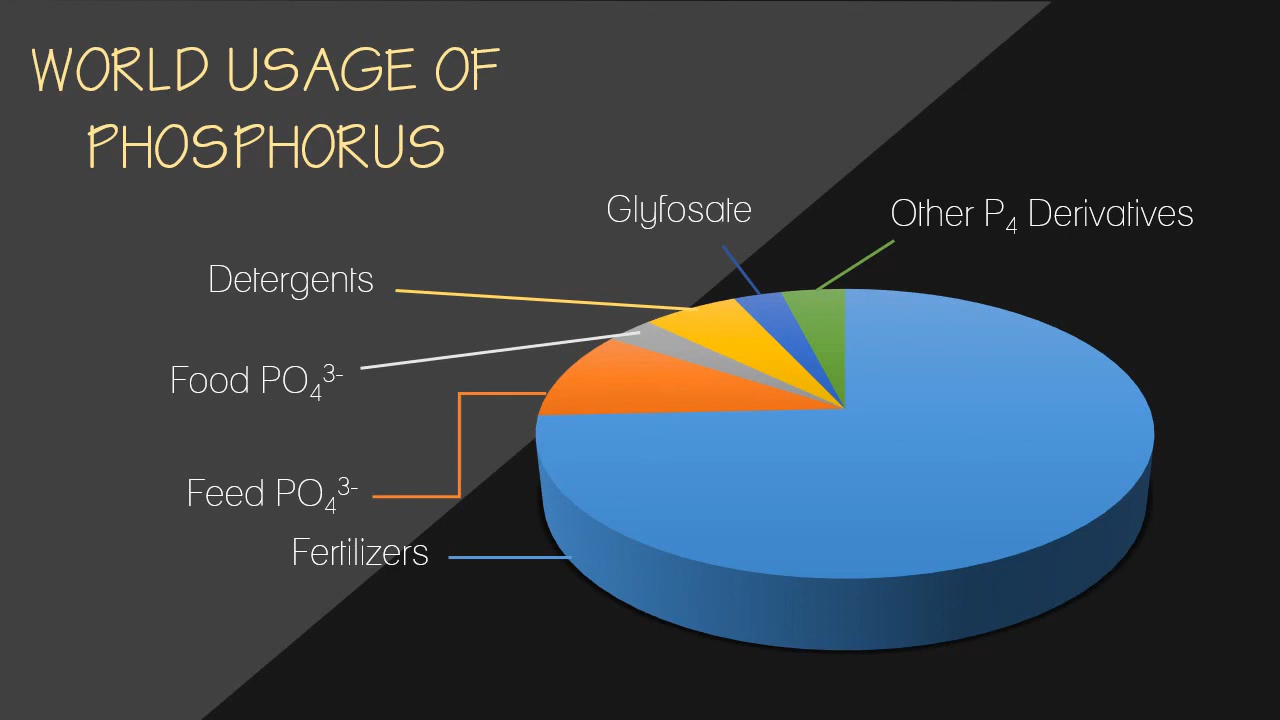 WORLD USAGE OF
PHOSPHORUS
Glyfosate
Other P₄ Derivatives
Detergents
Food PO₄³⁻
Feed PO₄³⁻
Fertilizers